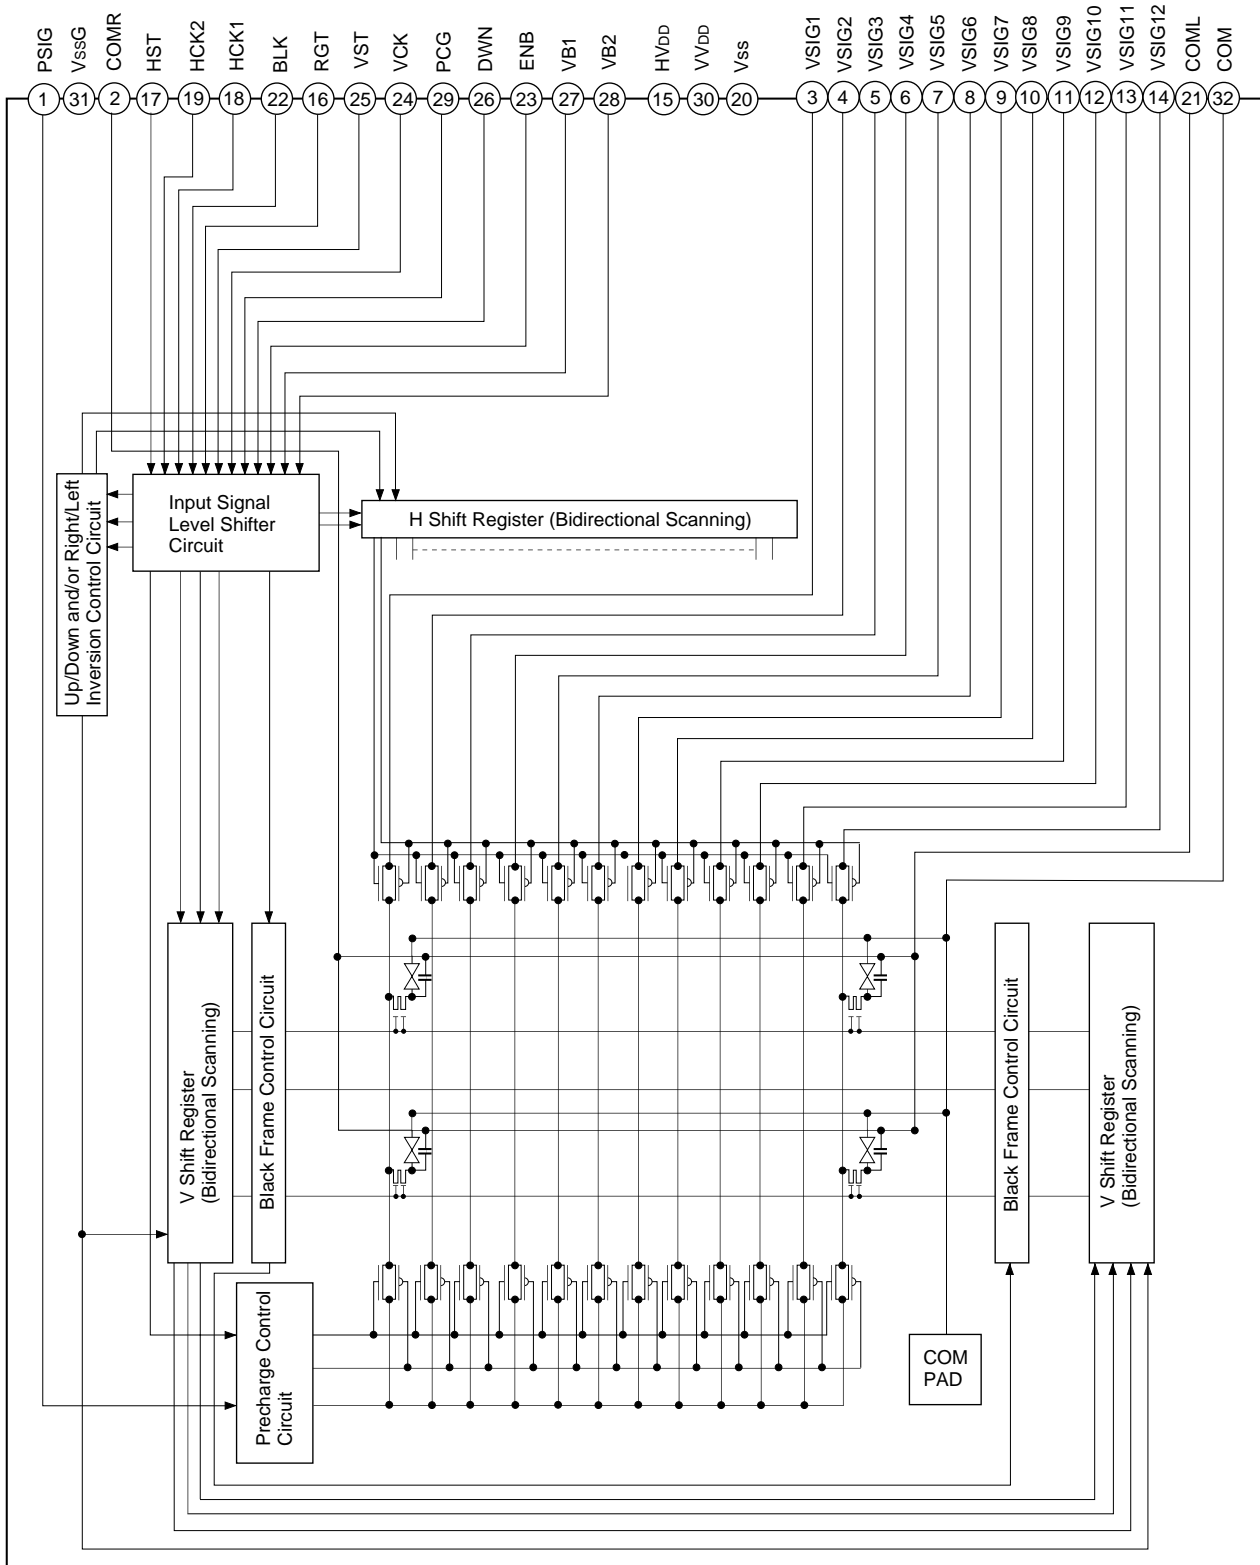 PSIG
VssG
COMR
HST
HCK2
HCK1
BLK
RGT
VST
VCK
PCG
DWN
ENB
VB1
VB2
HVDD
VVDD
Vss
VSIG1
VSIG2
VSIG3
VSIG4
VSIG5
VSIG6
VSIG7
VSIG8
VSIG9
VSIG10
VSIG11
VSIG12
COML
COM
1
31
2
17
19
18
22
16
25
24
29
26
23
27
28
15
30
20
3
4
5
6
7
8
9
10
11
12
13
14
21
32
Up/Down and/or Right/Left
Inversion Control Circuit
Input Signal
Level Shifter
Circuit
H Shift Register (Bidirectional Scanning)
V Shift Register
(Bidirectional Scanning)
Black Frame Control Circuit
Black Frame Control Circuit
V Shift Register
(Bidirectional Scanning)
Precharge Control
Circuit
COM
PAD